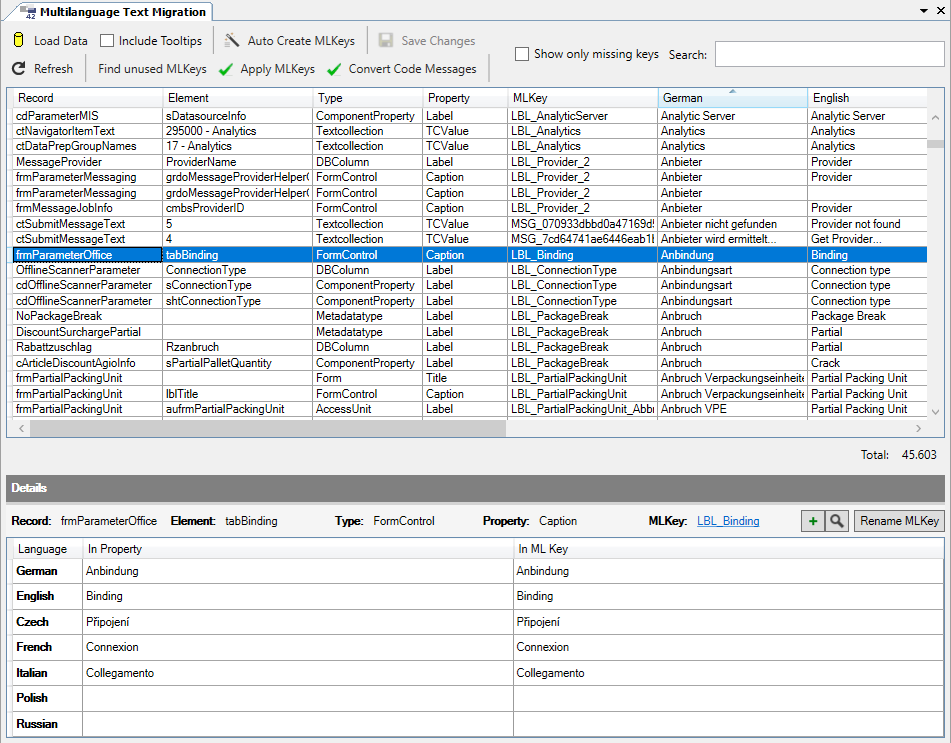 Multilanguage Text Migration
Load Data Include Tooltips Auto Create MLKeys Save Changes
Show only missing keys Search:
Refresh Find unused MLKeys Apply MLKeys Convert Code Messages
Record Element Type Property MLKey German English
cdParameterMIS sDatasourceInfo ComponentProperty Label LBL_AnalyticServer Analytic Server Analytic Server
ctNavigatorItemText 295000 - Analytics Textcollection TCValue LBL_Analytics Analytics Analytics
ctDataPrepGroupNames 17 - Analytics Textcollection TCValue LBL_Analytics Analytics Analytics
MessageProvider ProviderName DBColumn Label LBL_Provider_2 Anbieter Provider
frmParameterMessaging grdoMessageProviderHelper FormControl Caption LBL_Provider_2 Anbieter Provider
frmParameterMessaging grdoMessageProviderHelper FormControl Caption LBL_Provider_2 Anbieter
frmMessageJobInfo cmbsProviderID FormControl Caption LBL_Provider_2 Anbieter Provider
ctSubmitMessageText 5 Textcollection TCValue MSG_070933dbbd0a47169d Anbieter nicht gefunden Provider not found
ctSubmitMessageText 4 Textcollection TCValue MSG_7cd64741ae6446eab1 Anbieter wird ermittelt... Get Provider...
frmParameterOffice tabBinding FormControl Caption LBL_Binding Anbindung Binding
OfflineScannerParameter ConnectionType DBColumn Label LBL_ConnectionType Anbindungsart Connection type
cdOfflineScannerParameter sConnectionType ComponentProperty Label LBL_ConnectionType Anbindungsart Connection type
cdOfflineScannerParameter shtConnectionType ComponentProperty Label LBL_ConnectionType Anbindungsart Connection type
NoPackageBreak Metadatatype Label LBL_PackageBreak Anbruch Package Break
DiscountSurchargePartial Metadatatype Label LBL_PackageBreak Anbruch Partial
Rabattzuschlag Rzanbruch DBColumn Label LBL_PackageBreak Anbruch Partial
cArticleDiscountAgioInfo sPartialPalletQuantity ComponentProperty Label LBL_PackageBreak Anbruch Crack
frmPartialPackingUnit Form Title LBL_PartialPackingUnit Anbruch Verpackungseinheite Partial Packing Unit
frmPartialPackingUnit lblTitle FormControl Caption LBL_PartialPackingUnit Anbruch Verpackungseinheite Partial Packing Unit
frmPartialPackingUnit aufrmPartialPackingUnit AccessUnit Label LBL_PartialPackingUnit_Abb Anbruch VPE Partial Packing Unit
Total: 45.603
Details
Record: frmParameterOffice Element: tabBinding Type: FormControl Property: Caption MLKey: LBL_Binding + Rename MLKey
Language In Property In ML Key
German Anbindung Anbindung
English Binding Binding
Czech Připojení Připojení
French Connexion Connexion
Italian Collegamento Collegamento
Polish
Russian